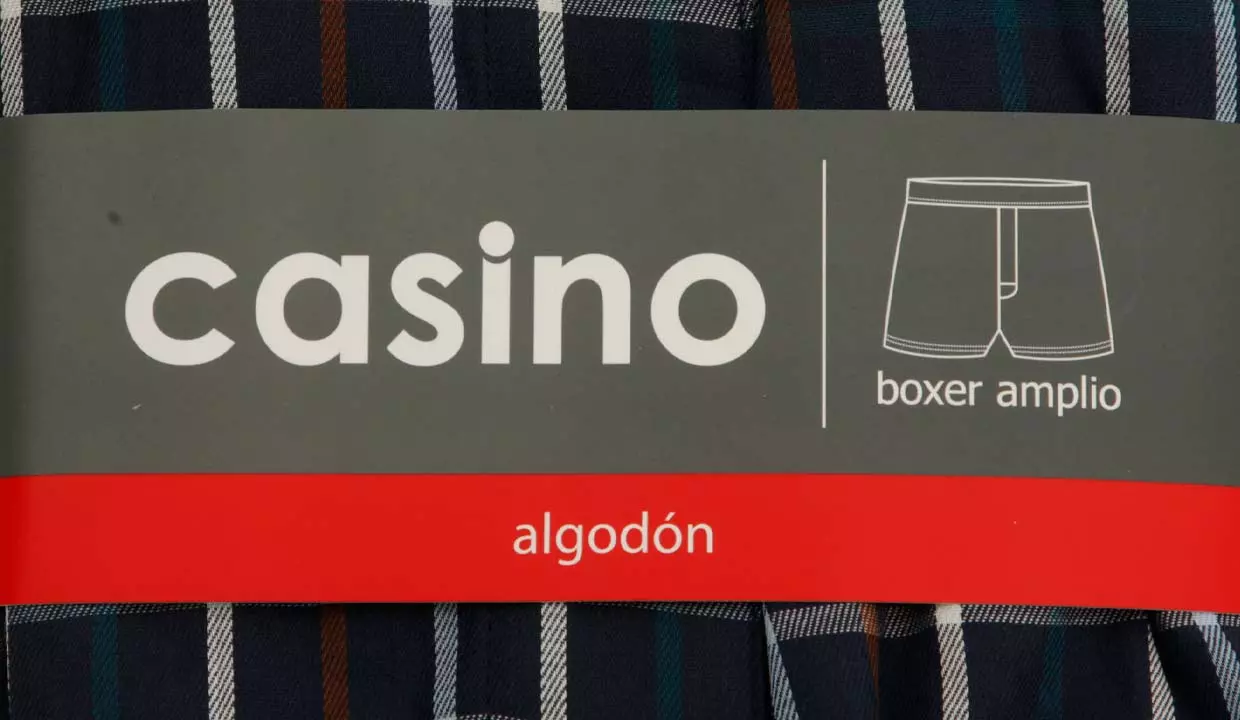 casino
boxer amplio
algodón